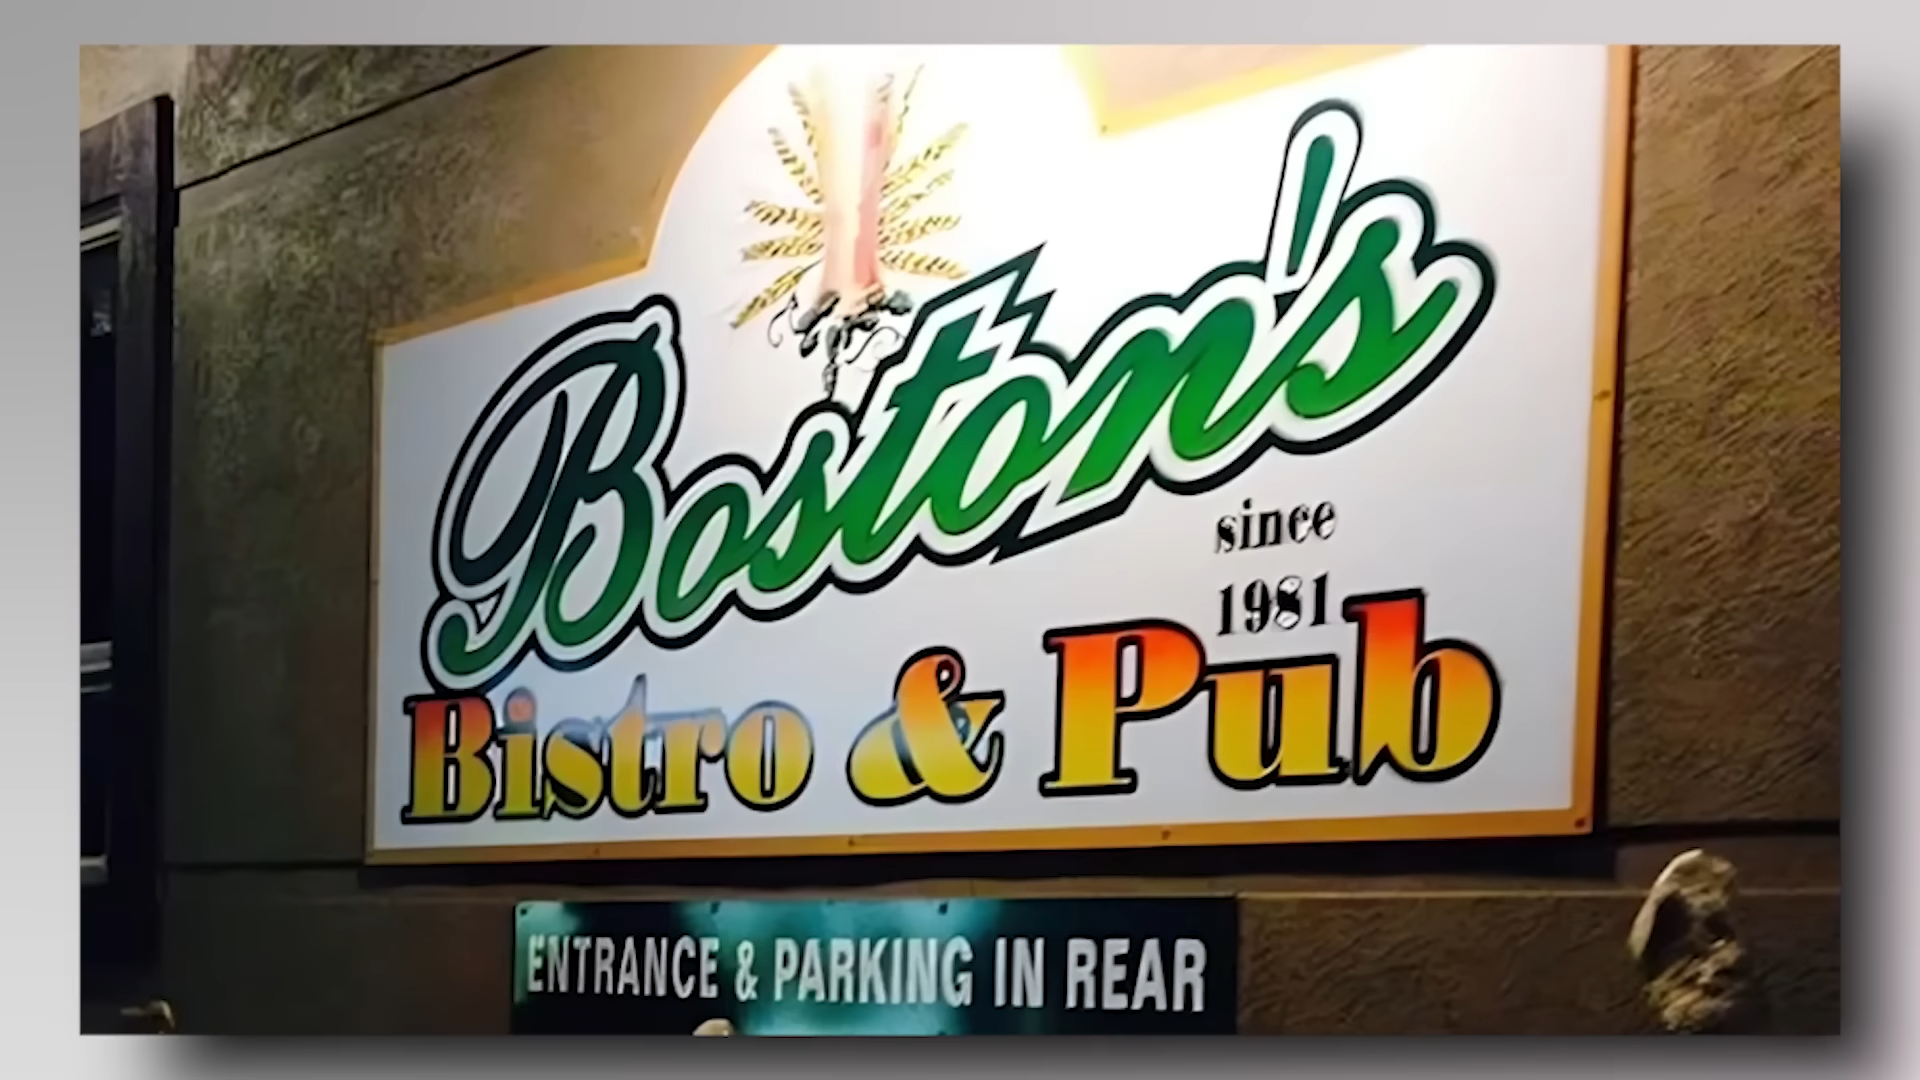 Boston's
since
1981
Bistro & Pub
ENTRANCE & PARKING IN REAR